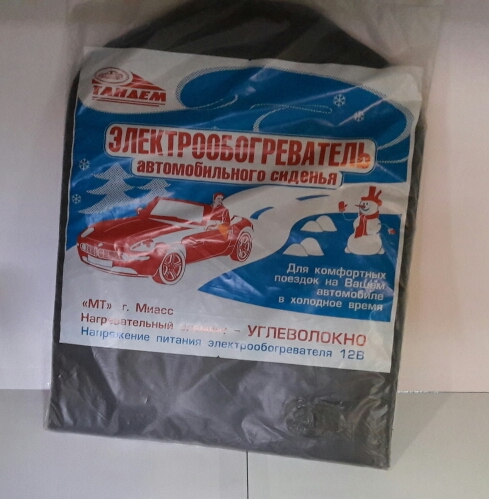 ТАНДЕМ
ЭЛЕКТРООБОГРЕВАТЕЛЬ
автомобильного сиденья
Для комфортных
поездок на Вашем
автомобиле
в холодное время
«МТ» г. Миасс
Нагревательный - УГЛЕВОЛОКНО
Напряжение питания электрообогревателя 12В